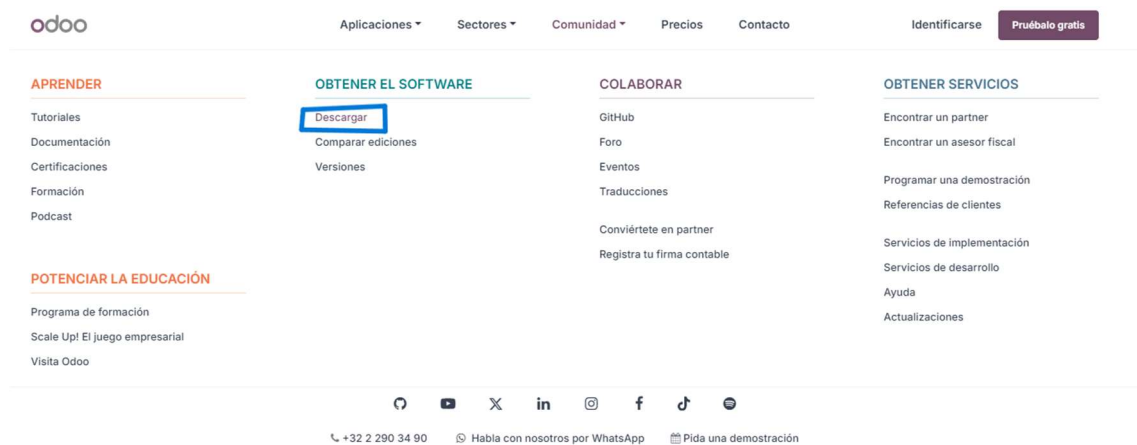 odoo
Aplicaciones Sectores Comunidad Precios Contacto Identificarse Pruébalo gratis
APRENDER
Tutoriales
Documentación
Certificaciones
Formación
Podcast
POTENCIAR LA EDUCACIÓN
Programa de formación
Scale Up! El juego empresarial
Visita Odoo
OBTENER EL SOFTWARE
Descargar
Comparar ediciones
Versiones
COLABORAR
GitHub
Foro
Eventos
Traducciones
Conviértete en partner
Registra tu firma contable
OBTENER SERVICIOS
Encontrar un partner
Encontrar un asesor fiscal
Programar una demostración
Referencias de clientes
Servicios de implementación
Servicios de desarrollo
Ayuda
Actualizaciones
+32 2 290 34 90 Habla con nosotros por WhatsApp Pida una demostración